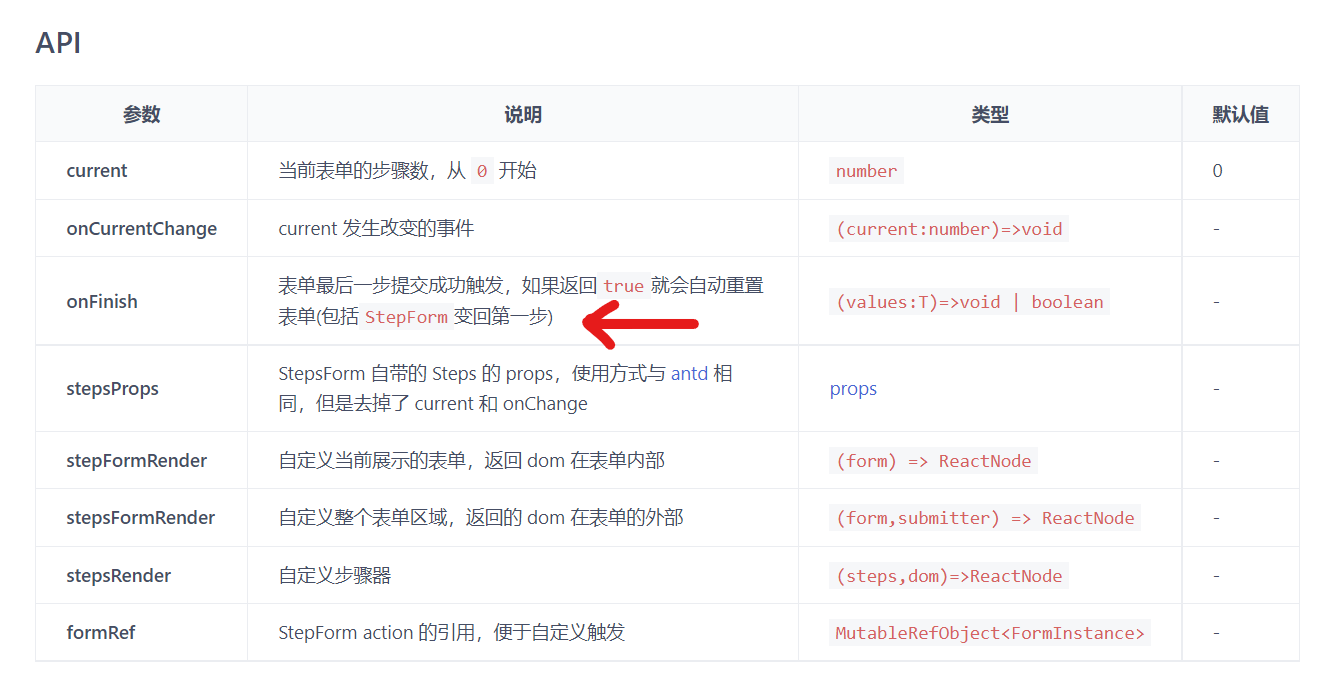 API
参数 说明 类型 默认值
current 当前表单的步骤数，从 0 开始 number 0
onCurrentChange current 发生改变的事件 (current:number)=>void -
onFinish 表单最后一步提交成功触发，如果返回 true 就会自动重置 (values:T)=>void | boolean -
表单(包括 StepForm 变回第一步)
stepsProps StepsForm 自带的 Steps 的 props，使用方式与 antd 相 props -
同，但是去掉了 current 和 onChange
stepFormRender 自定义当前展示的表单，返回 dom 在表单内部 (form) => ReactNode -
stepsFormRender 自定义整个表单区域，返回的 dom 在表单的外部 (form,submitter) => ReactNode -
stepsRender 自定义步骤器 (steps,dom)=>ReactNode -
formRef StepForm action 的引用，便于自定义触发 MutableRefObject<FormInstance> -